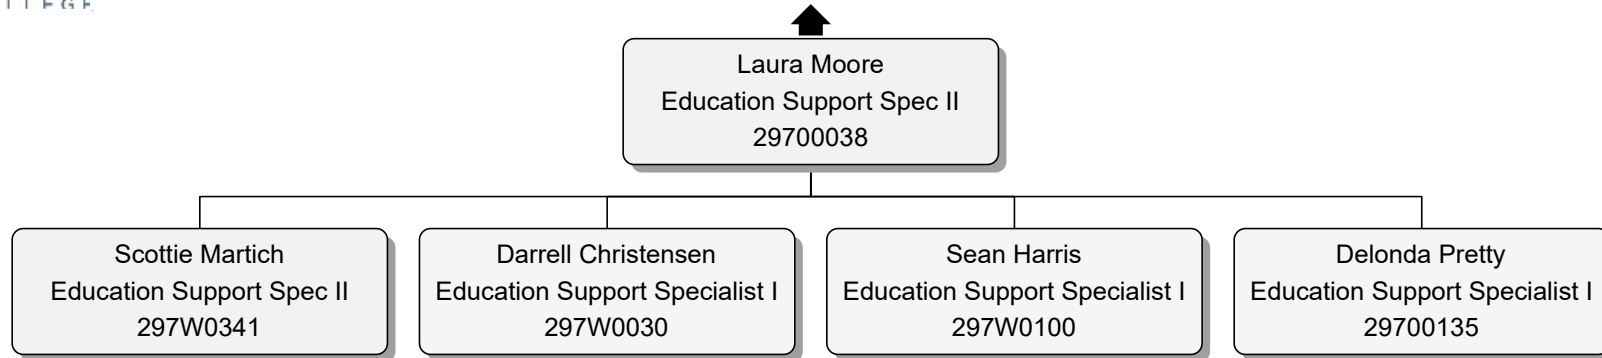 Laura Moore
Education Support Spec II
29700038
Scottie Martich
Education Support Spec II
297W0341
Darrell Christensen
Education Support Specialist I
297W0030
Sean Harris
Education Support Specialist I
297W0100
Delonda Pretty
Education Support Specialist I
29700135